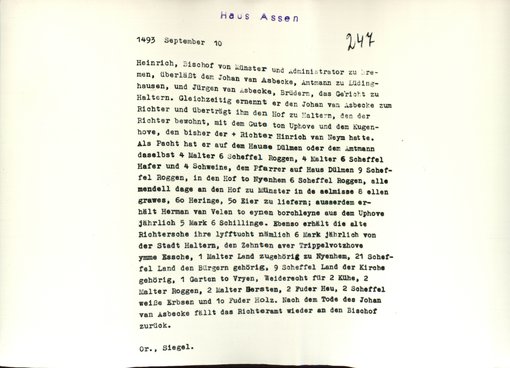 Haus Assen
1493 September 10
247
Heinrich, Bischof von Münster und Administrator zu Bre-
men, überläßt dem Johan van Asbecke, Amtmann zu Lüding-
hausen, und Jürgen van Asbecke, Brüdern, das Gericht zu
Haltern. Gleichzeitig ernennt er den Johan van Asbecke zum
Richter und überträgt ihm den Hof zu Haltern, den der
Richter bewohnt, mit dem Gute ton Uphove und dem Kugen-
hove, den bisher der + Richter Hinrich van Neym hatte.
Als Pacht hat er auf dem Hause Dülmen oder dem Amtmann
daselbst 4 Malter 6 Scheffel Roggen, 4 Malter 6 Scheffel
Hafer und 4 Schweine, dem Pfarrer auf Haus Dülmen 9 Schef-
fel Roggen, in den Hof to Nyenhem 6 Scheffel Roggen, alle
mendell dage an den Hof zu Münster in de aelmisse 8 ellen
grawes, 60 Heringe, 50 Eier zu liefern; ausserdem er-
hält Herman van Velen to eynen borchleyne aus dem Uphove
jährlich 5 Mark 6 Schillinge. Ebenso erhält die alte
Richtersche ihre lyfftucht nämlich 6 Mark jährlich von
der Stadt Haltern, den Zehnten aver Trippelvotzhove
ymme Essche, 1 Malter Land zugehörig zu Nyenhem, 21 Schef-
fel Land den Bürgern gehörig, 9 Scheffel Land der Kirche
gehörig, 1 Garten to Vryen, Weiderecht für 2 Kühe, 2
Malter Roggen, 2 Malter Gersten, 2 Fuder Heu, 2 Scheffel
weiße Erbsen und 10 Fuder Holz. Nach dem Tode des Johan
van Asbecke fällt das Richteramt wieder an den Bischof
zurück.
Or., Siegel.